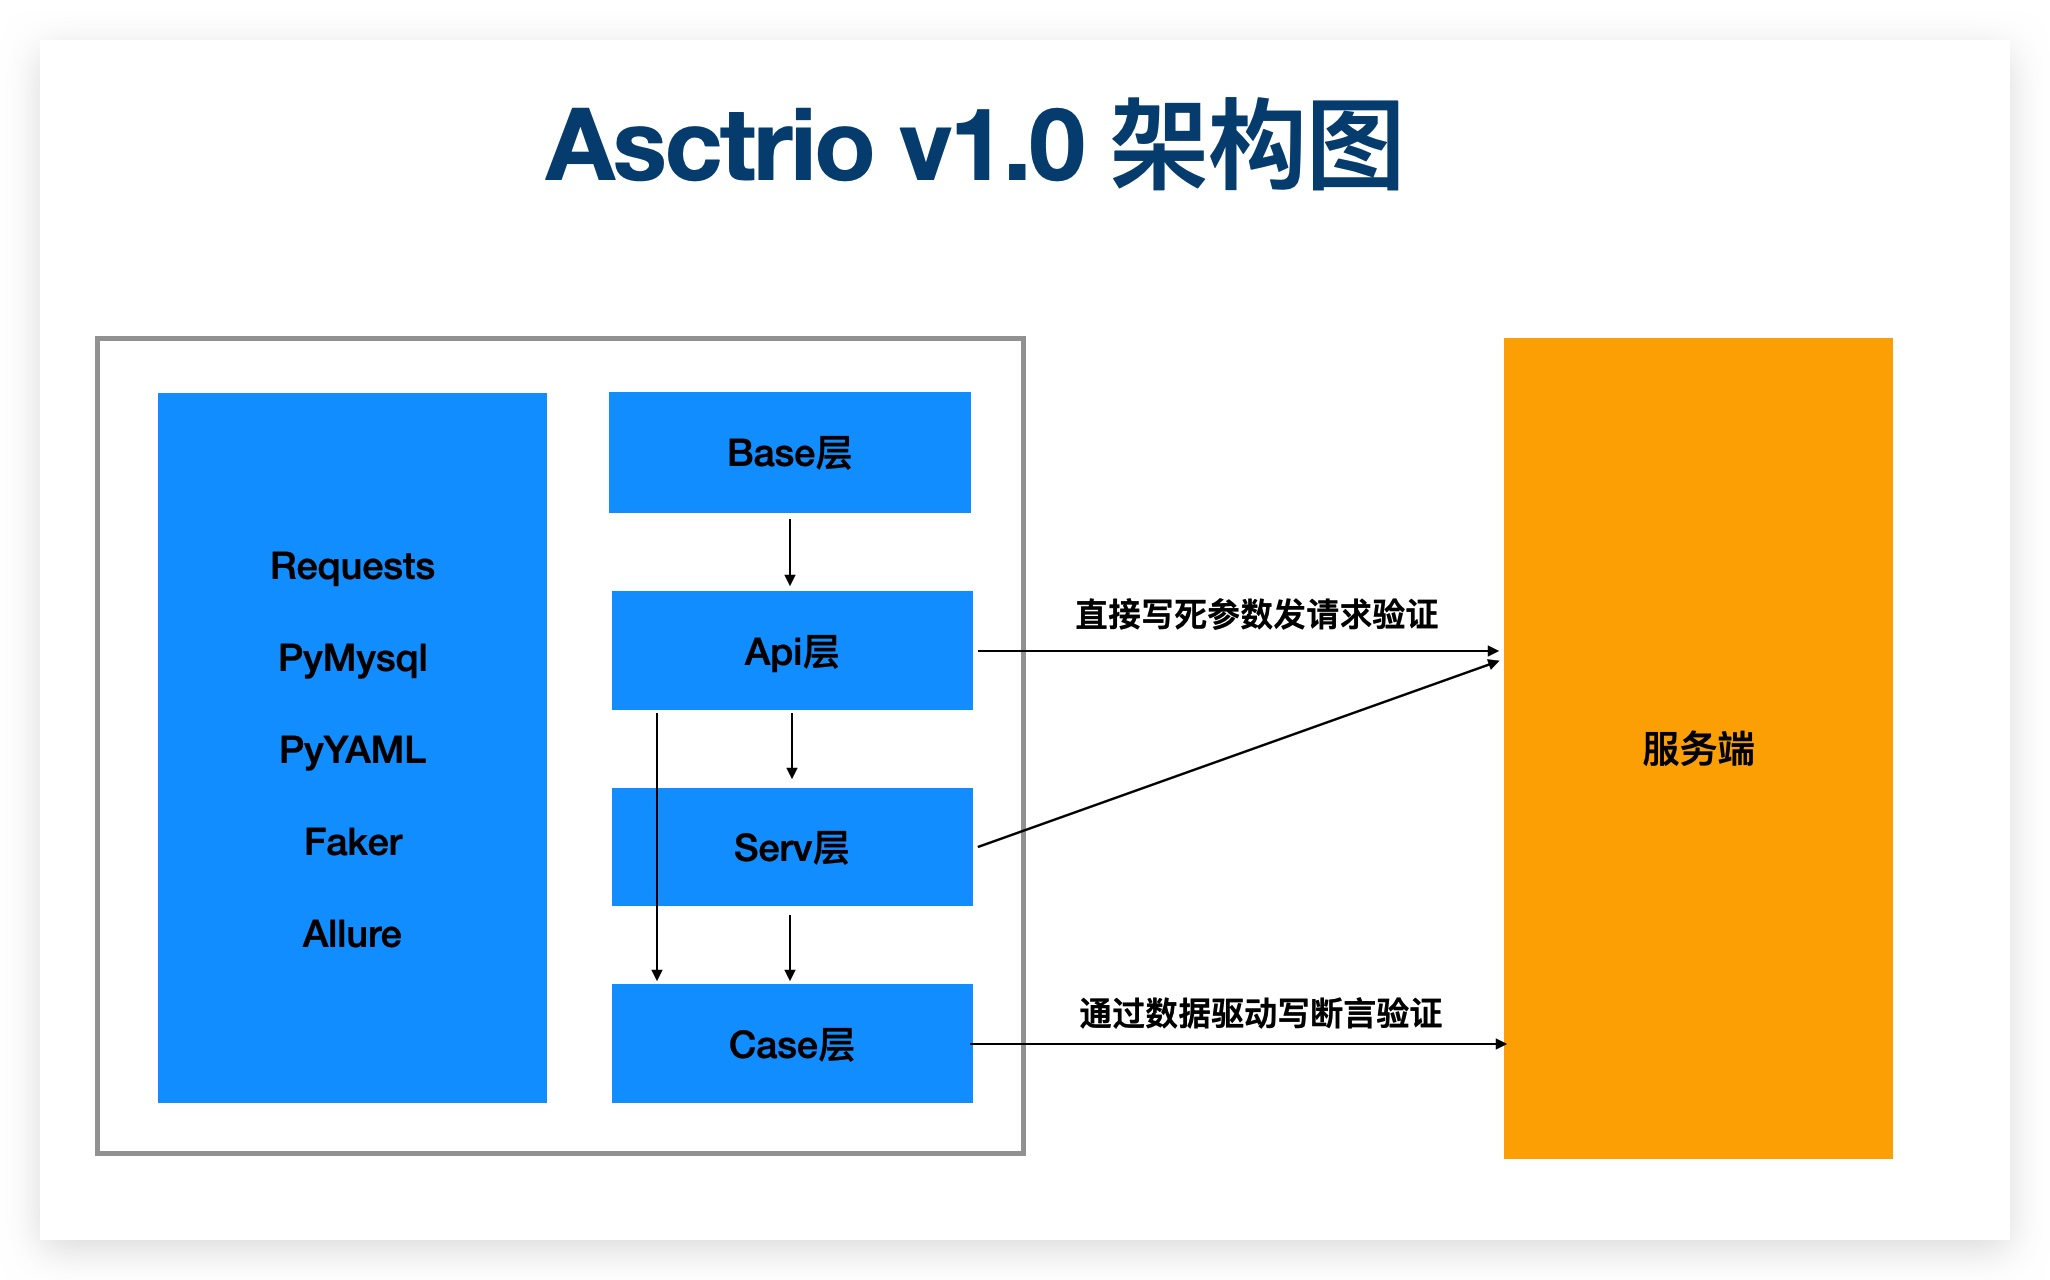 Asctrio v1.0 架构图
Requests
PyMysql
PyYAML
Faker
Allure
Base层
Api层
Serv层
Case层
直接写死参数发请求验证
通过数据驱动写断言验证
服务端